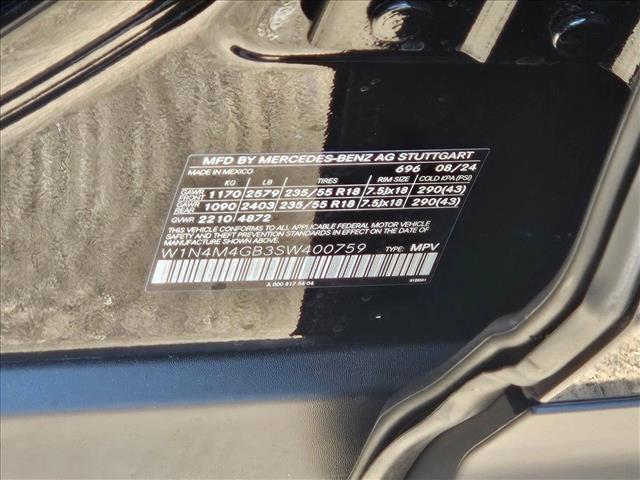 MFD BY MERCEDES-BENZ AG STUTTGART
MADE IN MEXICO 696 08/24
KG LB TIRES RIM SIZE COLD KPA(PSI)
GAWR FRONT 1170 2579 235/55 R18 7.5Jx18 290(43)
GAWR REAR 1090 2403 235/55 R18 7.5Jx18 290(43)
GVWR 2210 4872
THIS VEHICLE CONFORMS TO ALL APPLICABLE FEDERAL MOTOR VEHICLE
SAFETY AND THEFT PREVENTION STANDARDS IN EFFECT ON THE
DATE OF MANUFACTURE SHOWN ABOVE.
W1N4M4GB3SW400759 TYPE: MPV
A 000 817 54 04